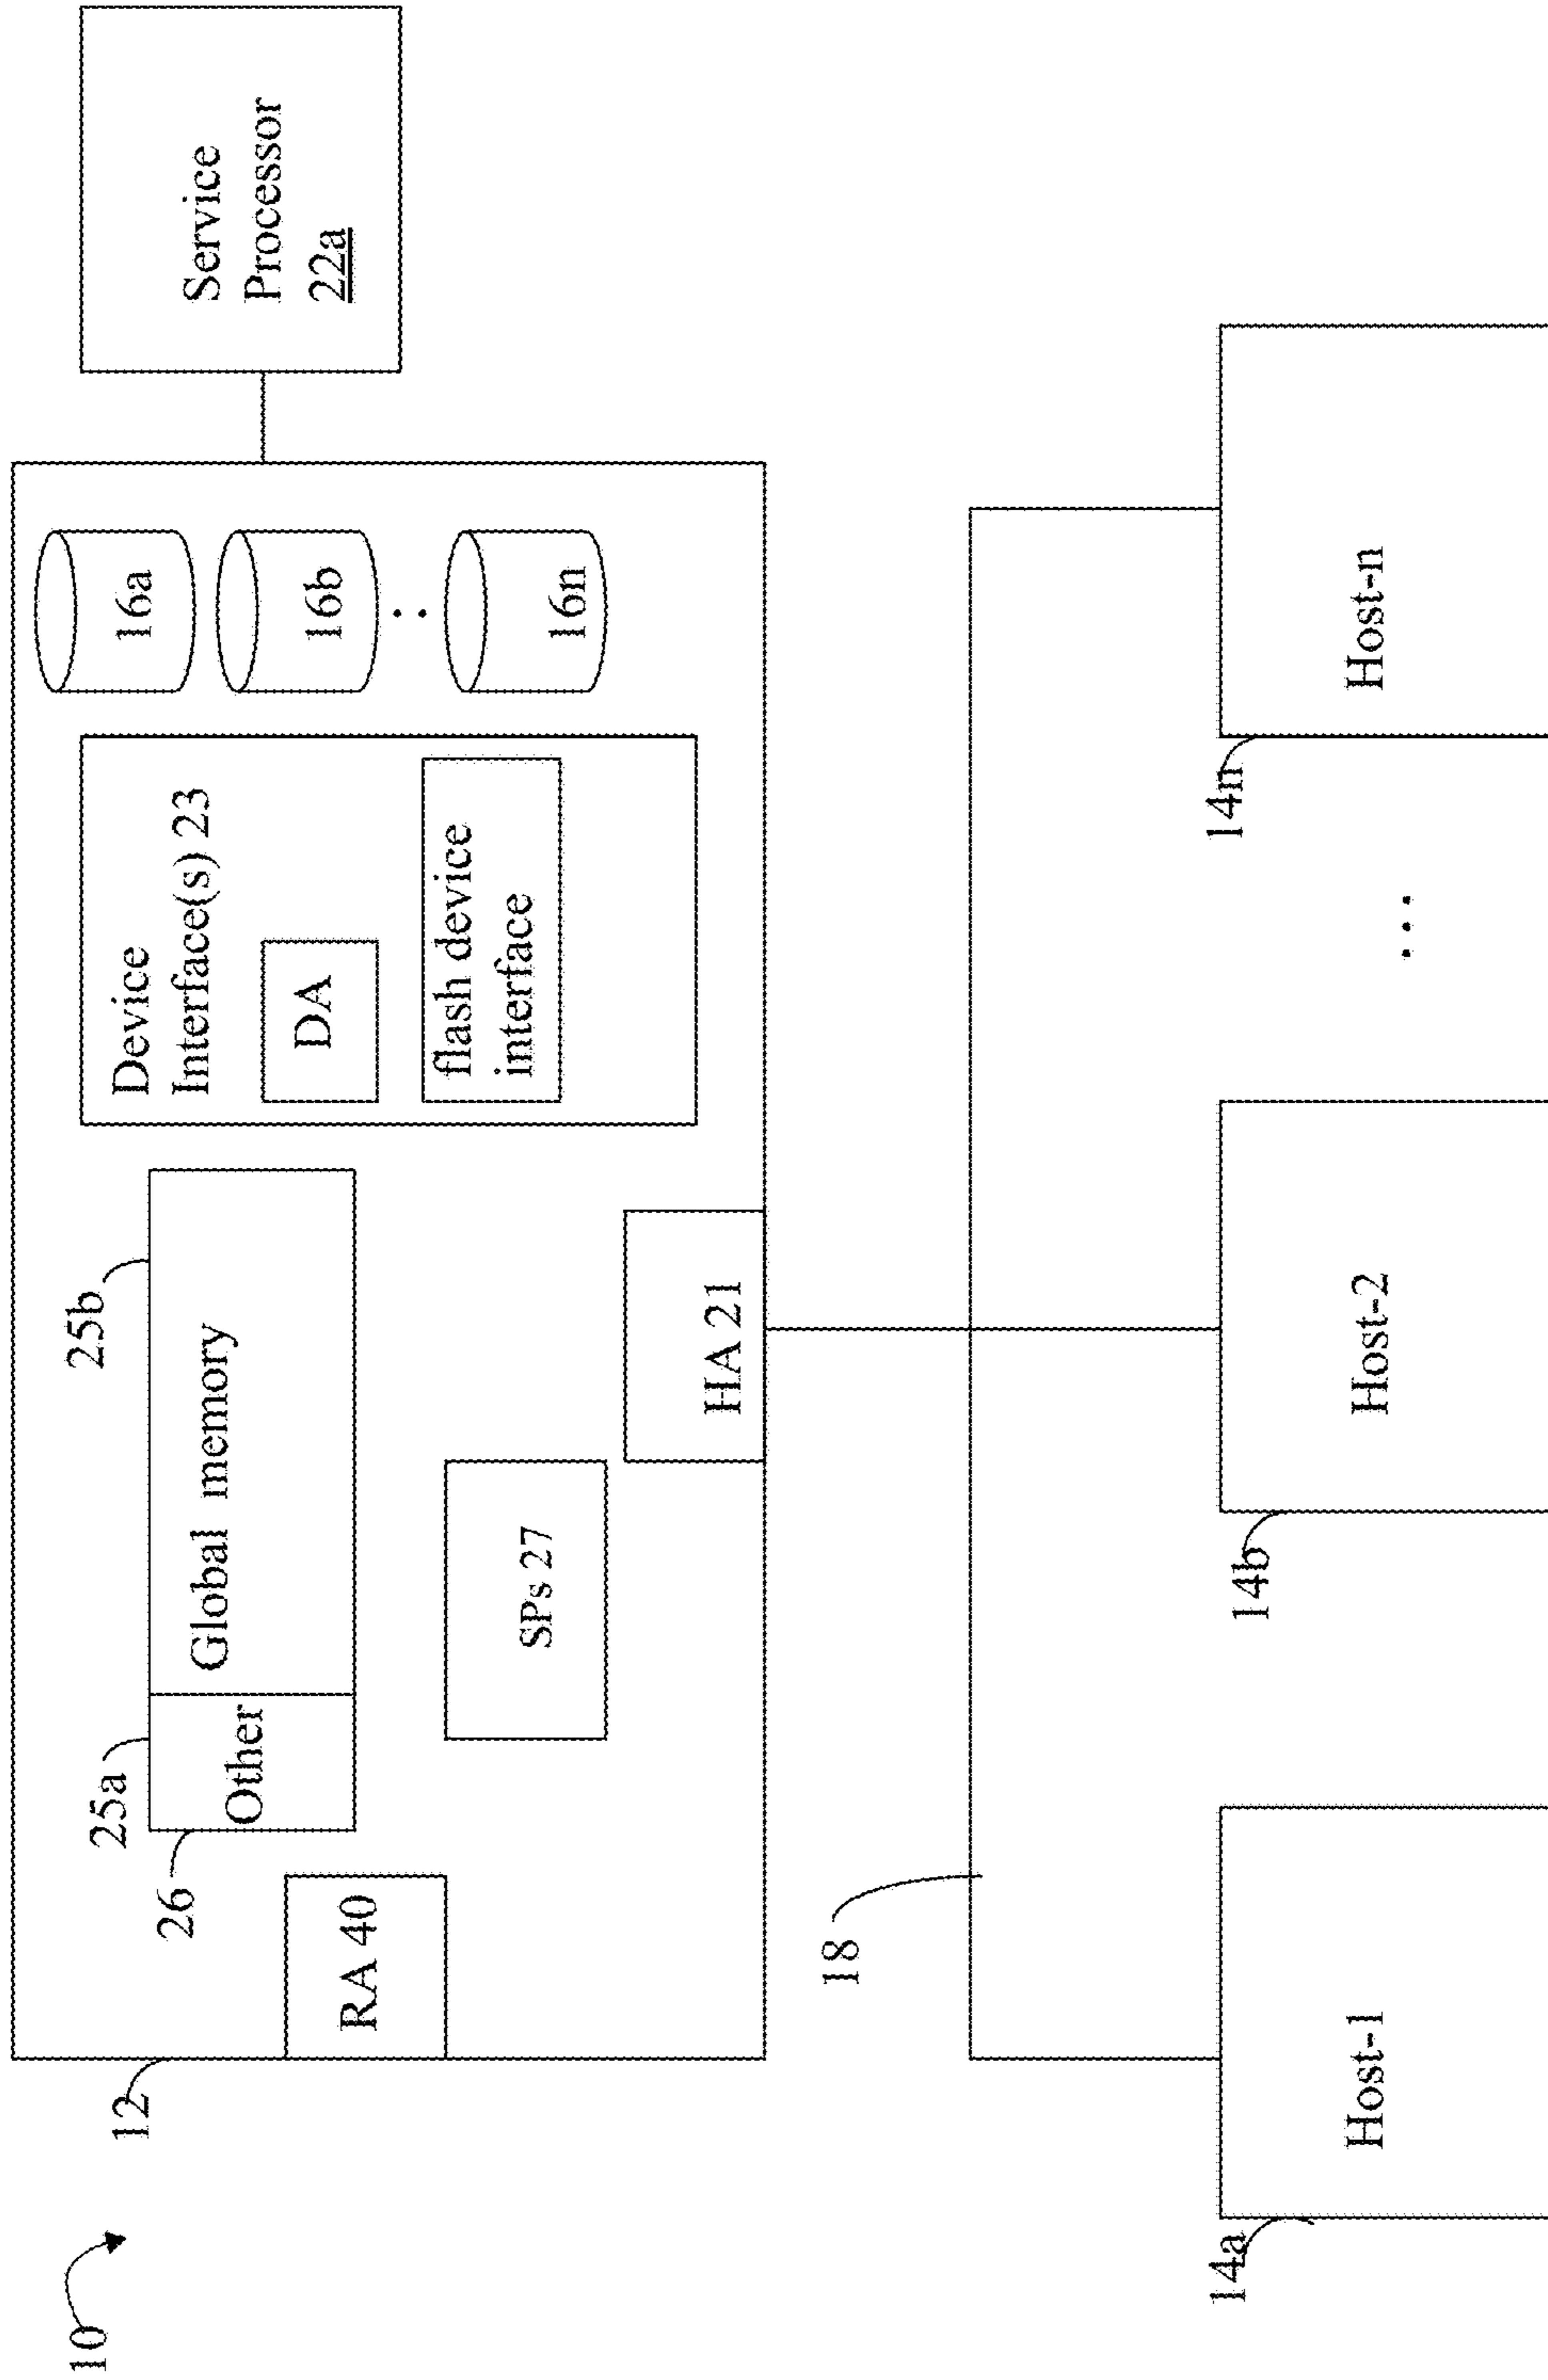 10
12
RA 40
26
25a
Other
25b
Global memory
SPs 27
HA 21
Device
Interface(s) 23
DA
flash device
interface
16a
16b
16n
Service
Processor
22a
18
14a
Host-1
14b
Host-2
...
14n
Host-n